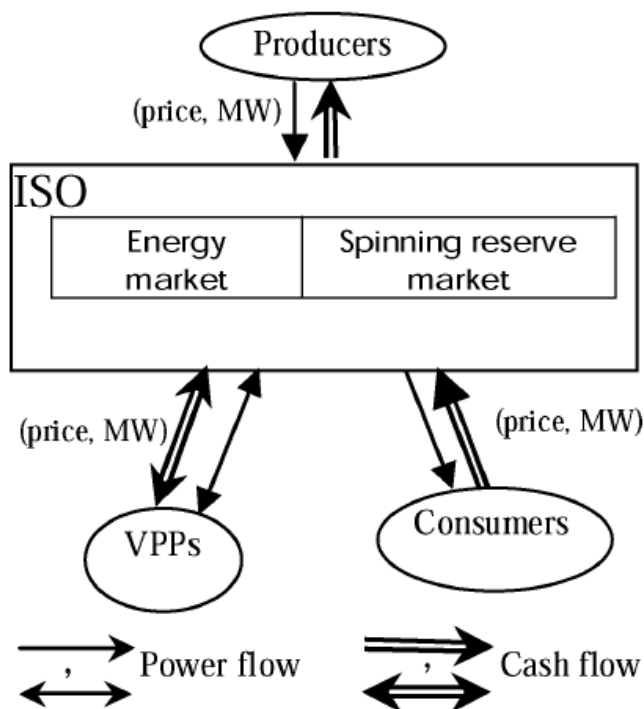 Producers
(price, MW)
ISO
Energy market
Spinning reserve market
(price, MW)
(price, MW)
VPPs
Consumers
, Power flow
, Cash flow